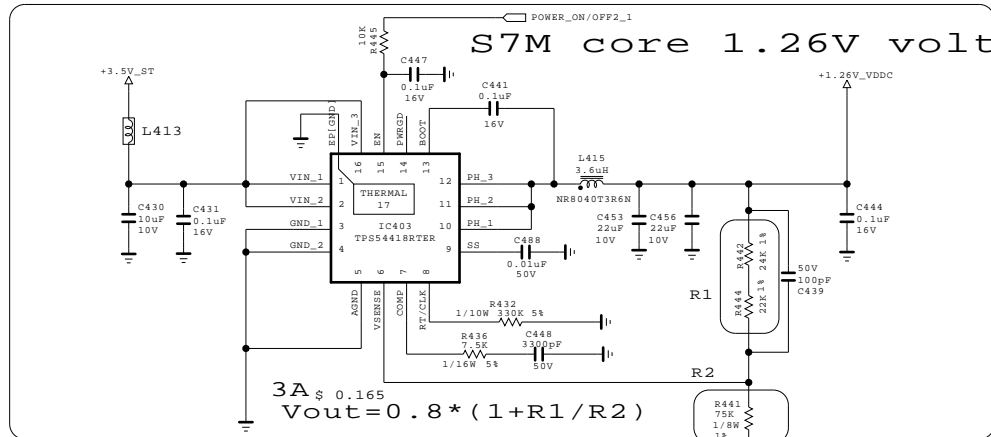 POWER_ON/OFF2_1
S7M core 1.26V volt
10K
R445
+3.5V_ST
C447
0.1uF
16V
C441
0.1uF
16V
+1.26V_VDDC
L413
EP[GND]
VIN_3
EN
PWRGD
BOOT
16
15
14
13
L415
3.6uH
NR8040T3R6N
VIN_1
1
THERMAL
17
12
PH_3
VIN_2
2
11
PH_2
GND_1
3
IC403
10
PH_1
GND_2
4
TPS54418RTER
9
SS
C430
10uF
10V
C431
0.1uF
16V
C488
0.01uF
50V
C453
22uF
10V
C456
22uF
10V
C444
0.1uF
16V
5
6
7
8
AGND
VSENSE
COMP
RT/CLK
R442
24K 1%
R1
R444
22K 1%
50V
100pF
C439
R432
1/10W 330K 5%
R436
7.5K
1/16W 5%
C448
3300pF
50V
R2
3A $ 0.165
Vout=0.8*(1+R1/R2)
R441
75K
1/8W
1%